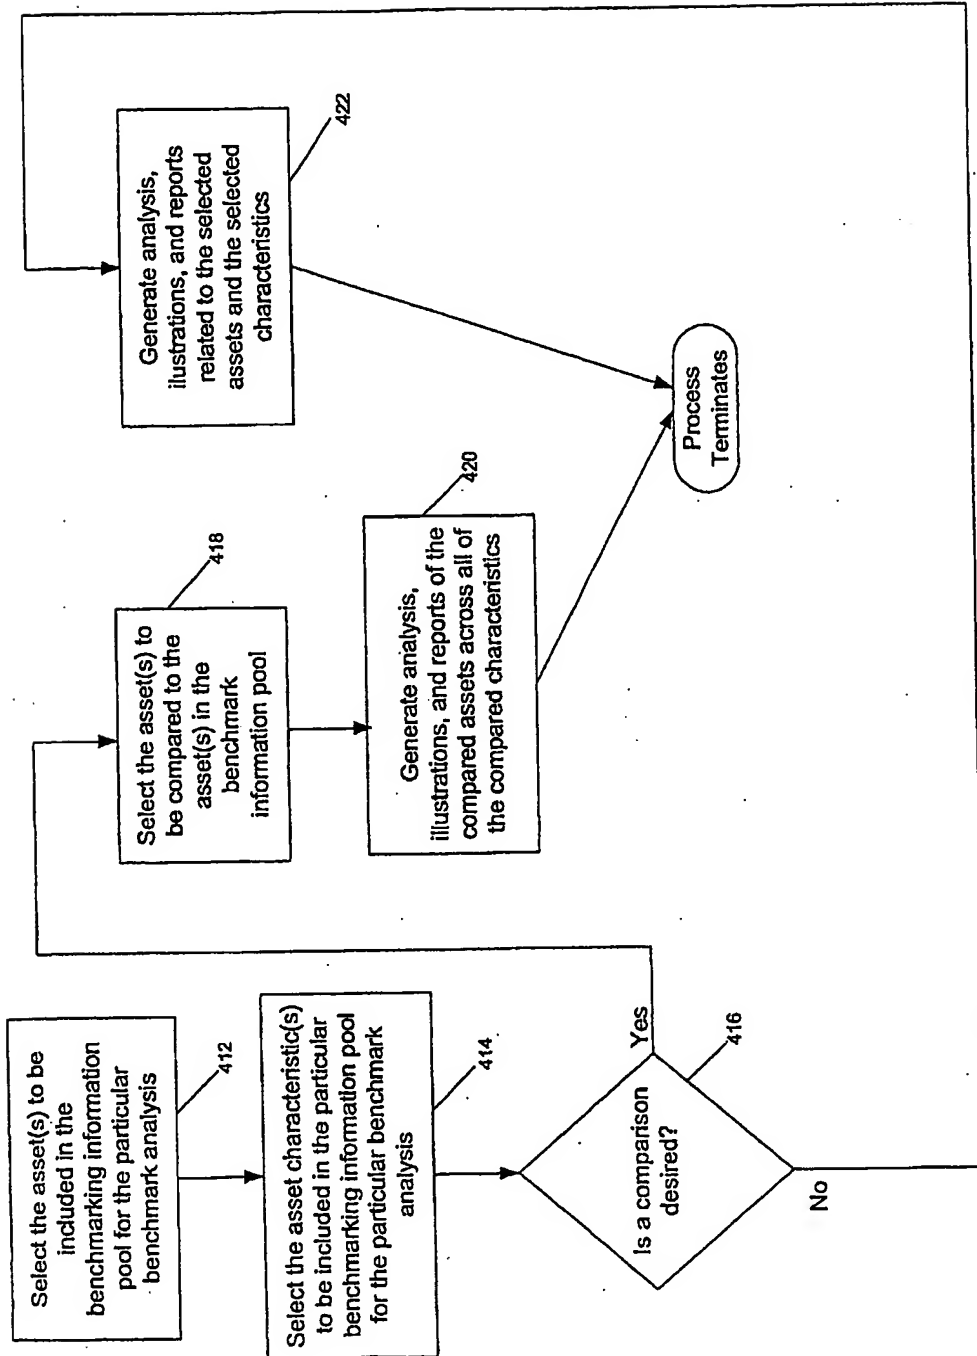 Select the asset(s) to be
included in the
benchmarking information
pool for the particular
benchmark analysis
412
Select the asset characteristic(s)
to be included in the particular
benchmarking information pool
for the particular benchmark
analysis
414
Is a comparison
desired?
416
Yes
No
Select the asset(s) to
be compared to the
asset(s) in the
benchmark
information pool
418
Generate analysis,
illustrations, and reports of the
compared assets across all of
the compared characteristics
420
Generate analysis,
ilustrations, and reports
related to the selected
assets and the selected
characteristics
422
Process
Terminates